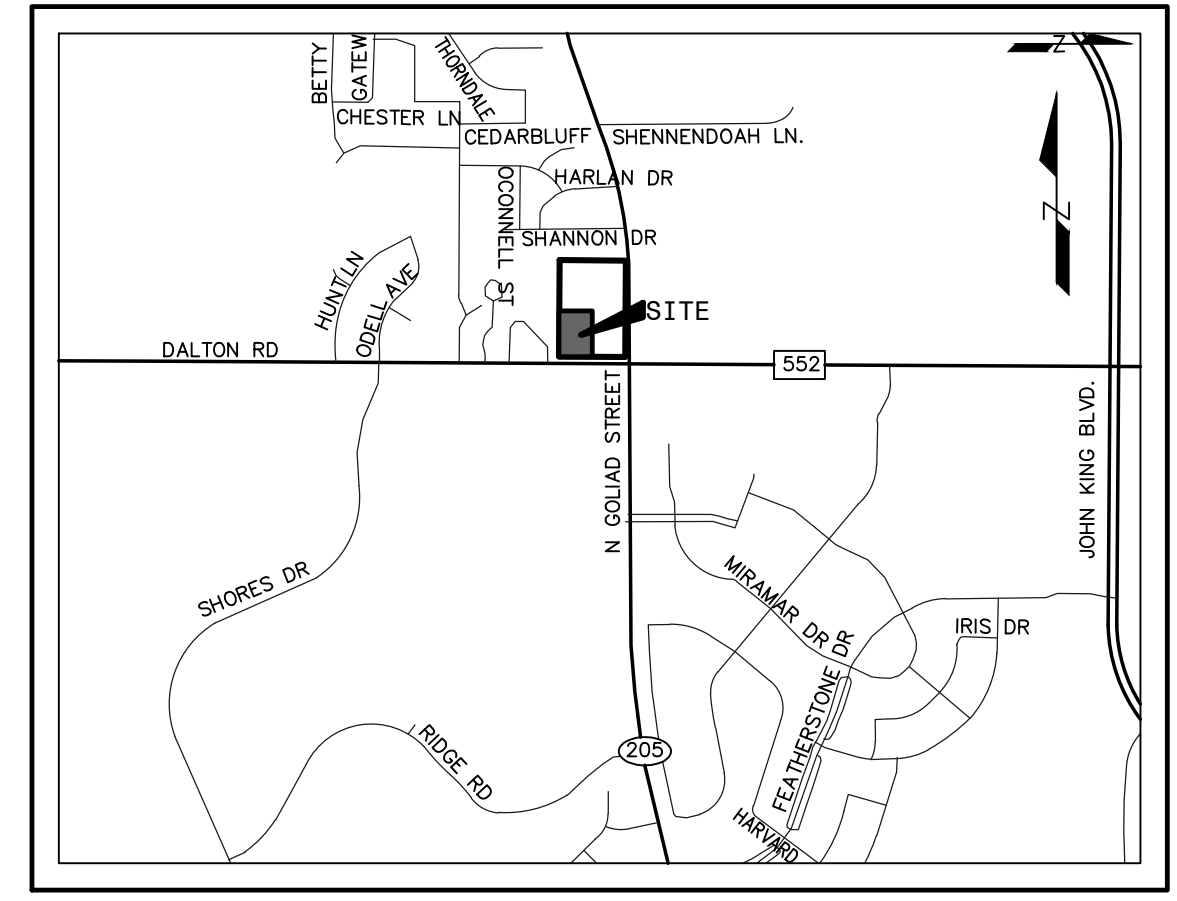 BETTY
GATEW
THORNDALE
Z
CHESTER LN
CEDARBLUFF
SHENNENDOAH LN.
HARLAN DR
OCONNELL ST
SHANNON DR
Z
HUNT LN
ODELL AVE
SITE
DALTON RD
552
N GOLIAD STREET
JOHN KING BLVD.
SHORES DR
MIRAMAR DR
IRIS DR
FEATHERSTONE DR
RIDGE RD
205
HARVARD